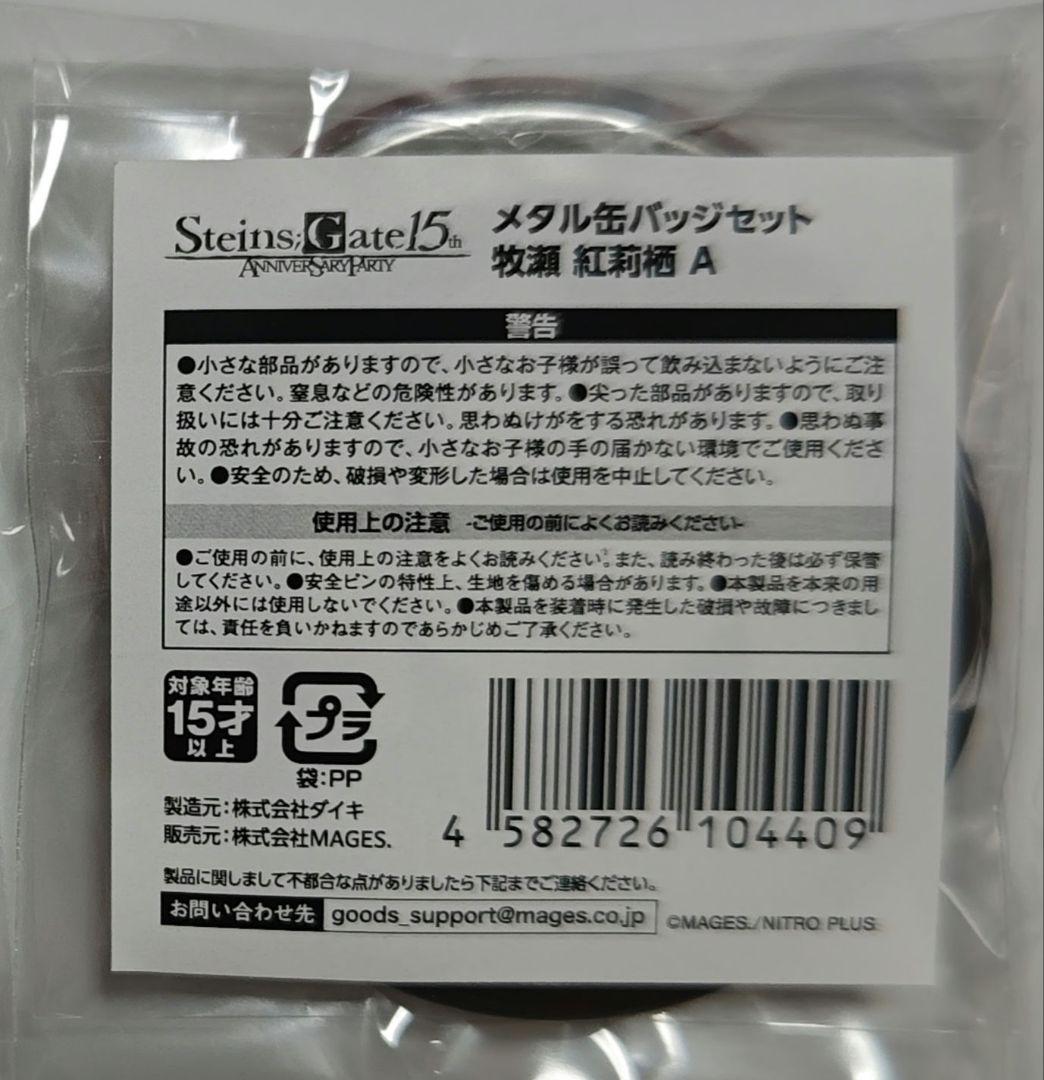 Steins;Gate 15th
ANNIVERSARY PARTY
メタル缶バッジセット
牧瀬 紅莉栖 A
警告
●小さな部品がありますので、小さなお子様が誤って飲み込まないようにご注
意ください。窒息などの危険性があります。●尖った部品がありますので、取り
扱いには十分ご注意ください。思わぬけがをする恐れがあります。●思わぬ事
故の恐れがありますので、小さなお子様の手の届かない環境でご使用くださ
い。●安全のため、破損や変形した場合は使用を中止してください。
使用上の注意 -ご使用の前によくお読みください-
●ご使用の前に、使用上の注意をよくお読みください。また、読み終わった後は必ず保管
してください。●安全ピンの特性上、生地を傷める場合があります。●本製品を本来の用
途以外には使用しないでください。●本製品を装着時に発生した破損や故障につきまし
ては、責任を負いかねますのであらかじめご了承ください。
対象年齢
15才
以上
プラ
袋:PP
製造元:株式会社ダイキ
販売元:株式会社MAGES.
4 582726 104409
製品に関しまして不都合な点がありましたら下記までご連絡ください。
お問い合わせ先 goods_support@mages.co.jp
©MAGES./NITRO PLUS